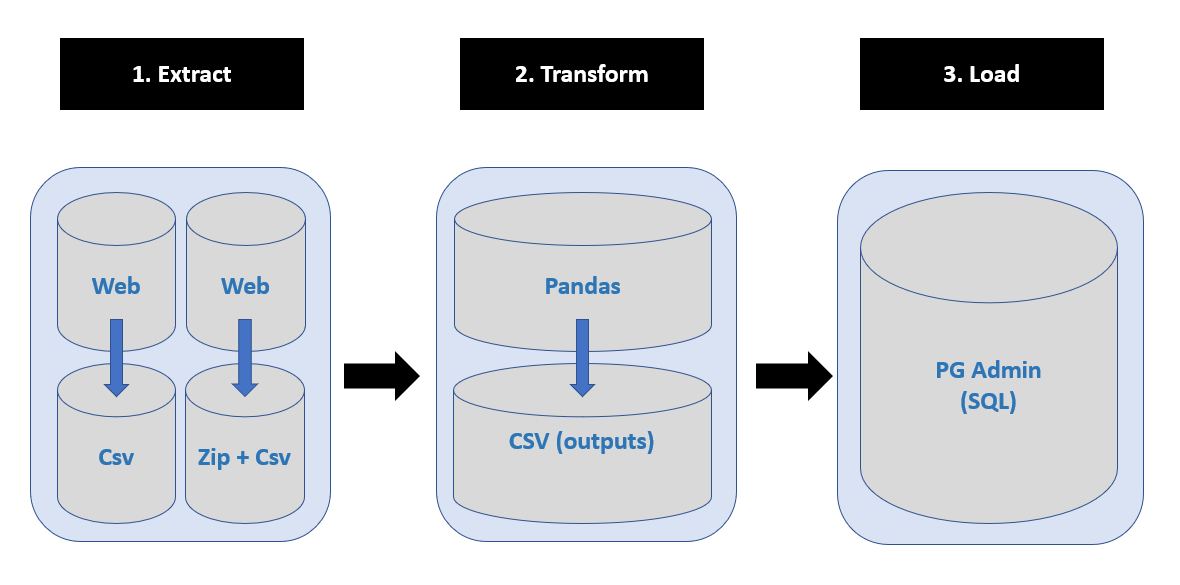 1. Extract
2. Transform
3. Load
Web
Web
Csv
Zip + Csv
Pandas
CSV (outputs)
PG Admin
(SQL)